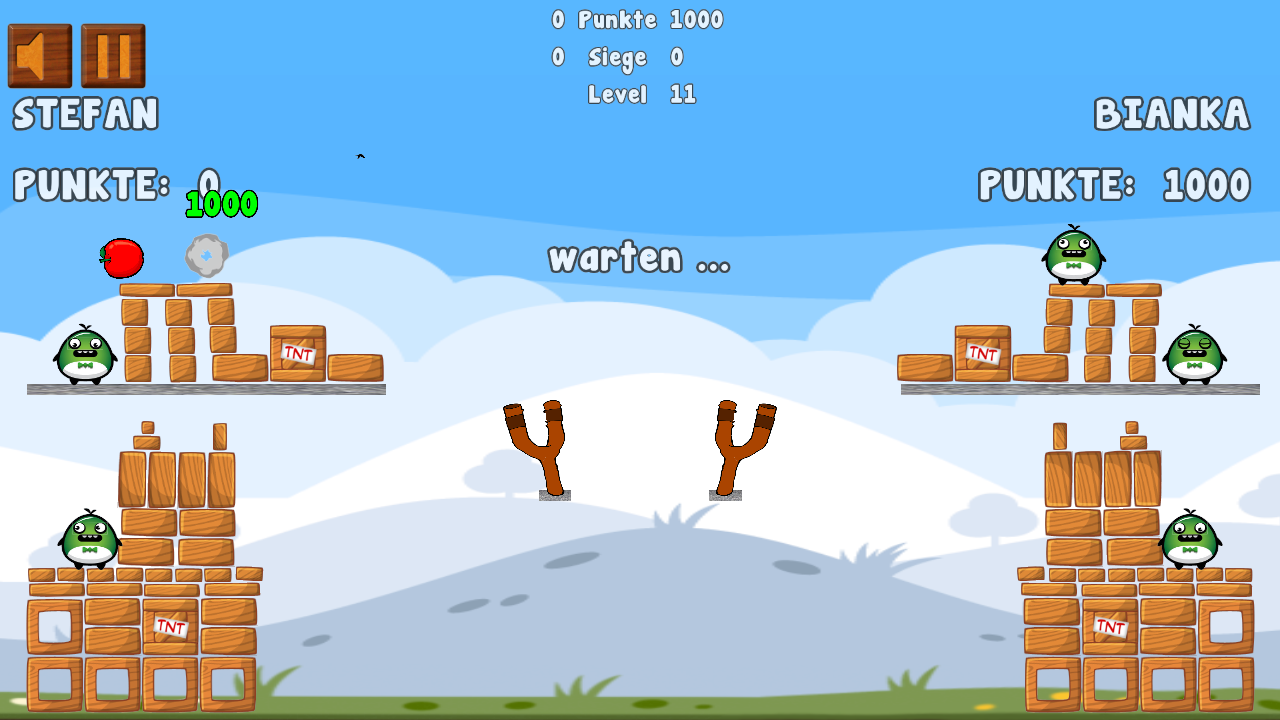 0 Punkte 1000
0 Siege 0
Level 11
STEFAN
BIANKA
PUNKTE: 0
1000
PUNKTE: 1000
warten ...
TNT
TNT
TNT
TNT